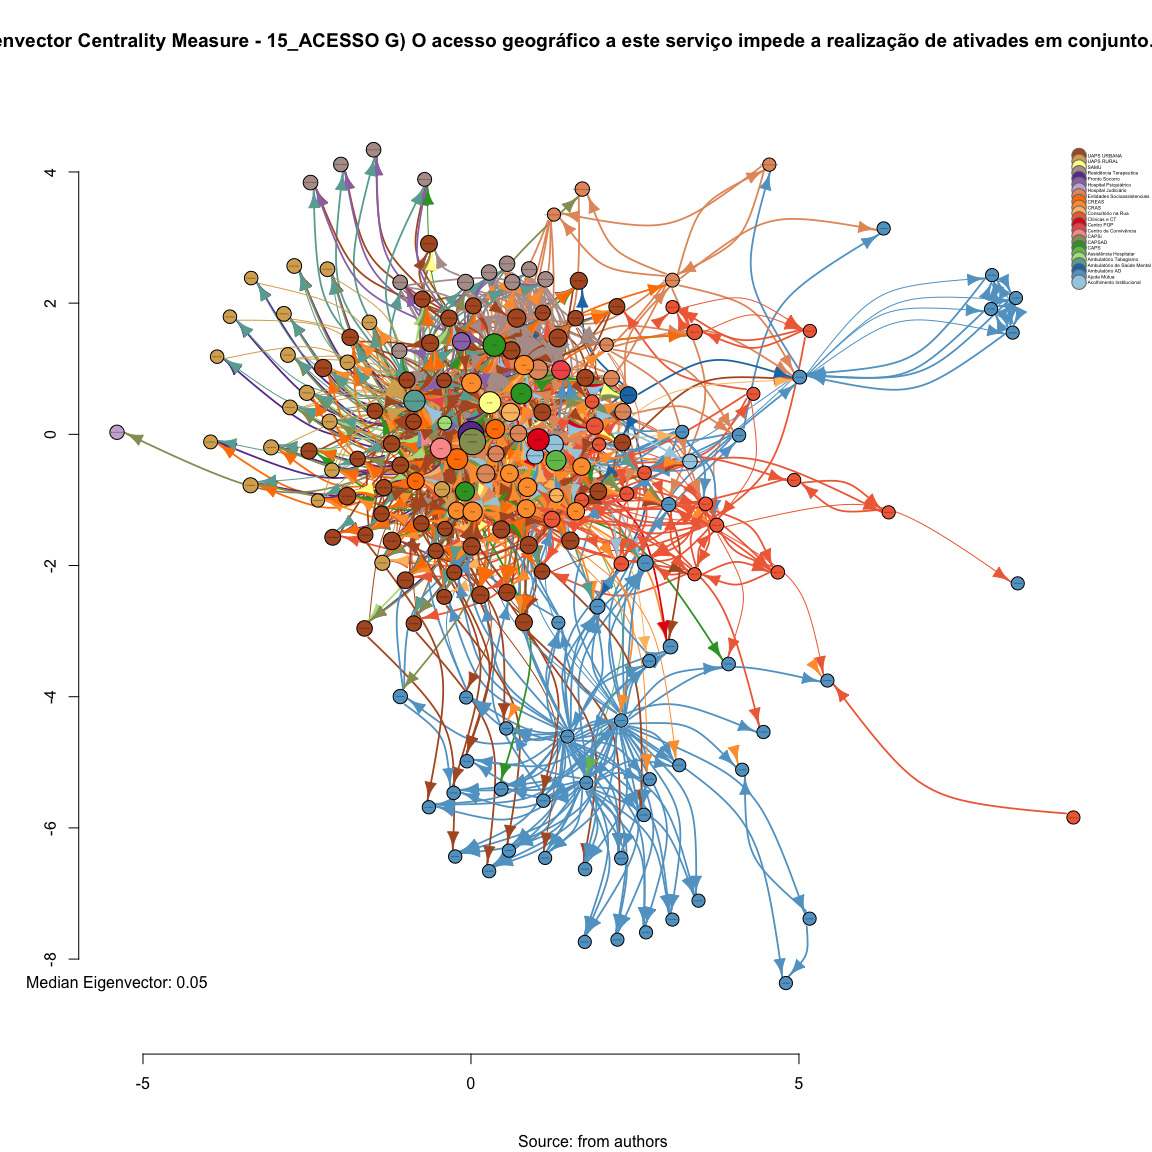 envector Centrality Measure - 15_ACESSO G) O acesso geográfico a este serviço impede a realização de ativades em conjunto.
UAPS URBANA
UAPS RURAL
SAMU
Residência Terapeutica
Pronto Socorro
Hospital Psiquiátrico
Hospital Judiciário
Entidades Socioassistenciais
CREAS
CRAS
Consultório na Rua
Clínicas e CT
Centro POP
Centro de Convivência
CAPSi
CAPSAD
CAPS
Assistência Hospitalar
Ambulatório Tabagismo
Ambulatório de Saúde Mental
Ambulatório AD
Ajuda Mútua
Acolhimento Institucional
4
2
0
-2
-4
-6
-8
Median Eigenvector: 0.05
-5 0 5
Source: from authors